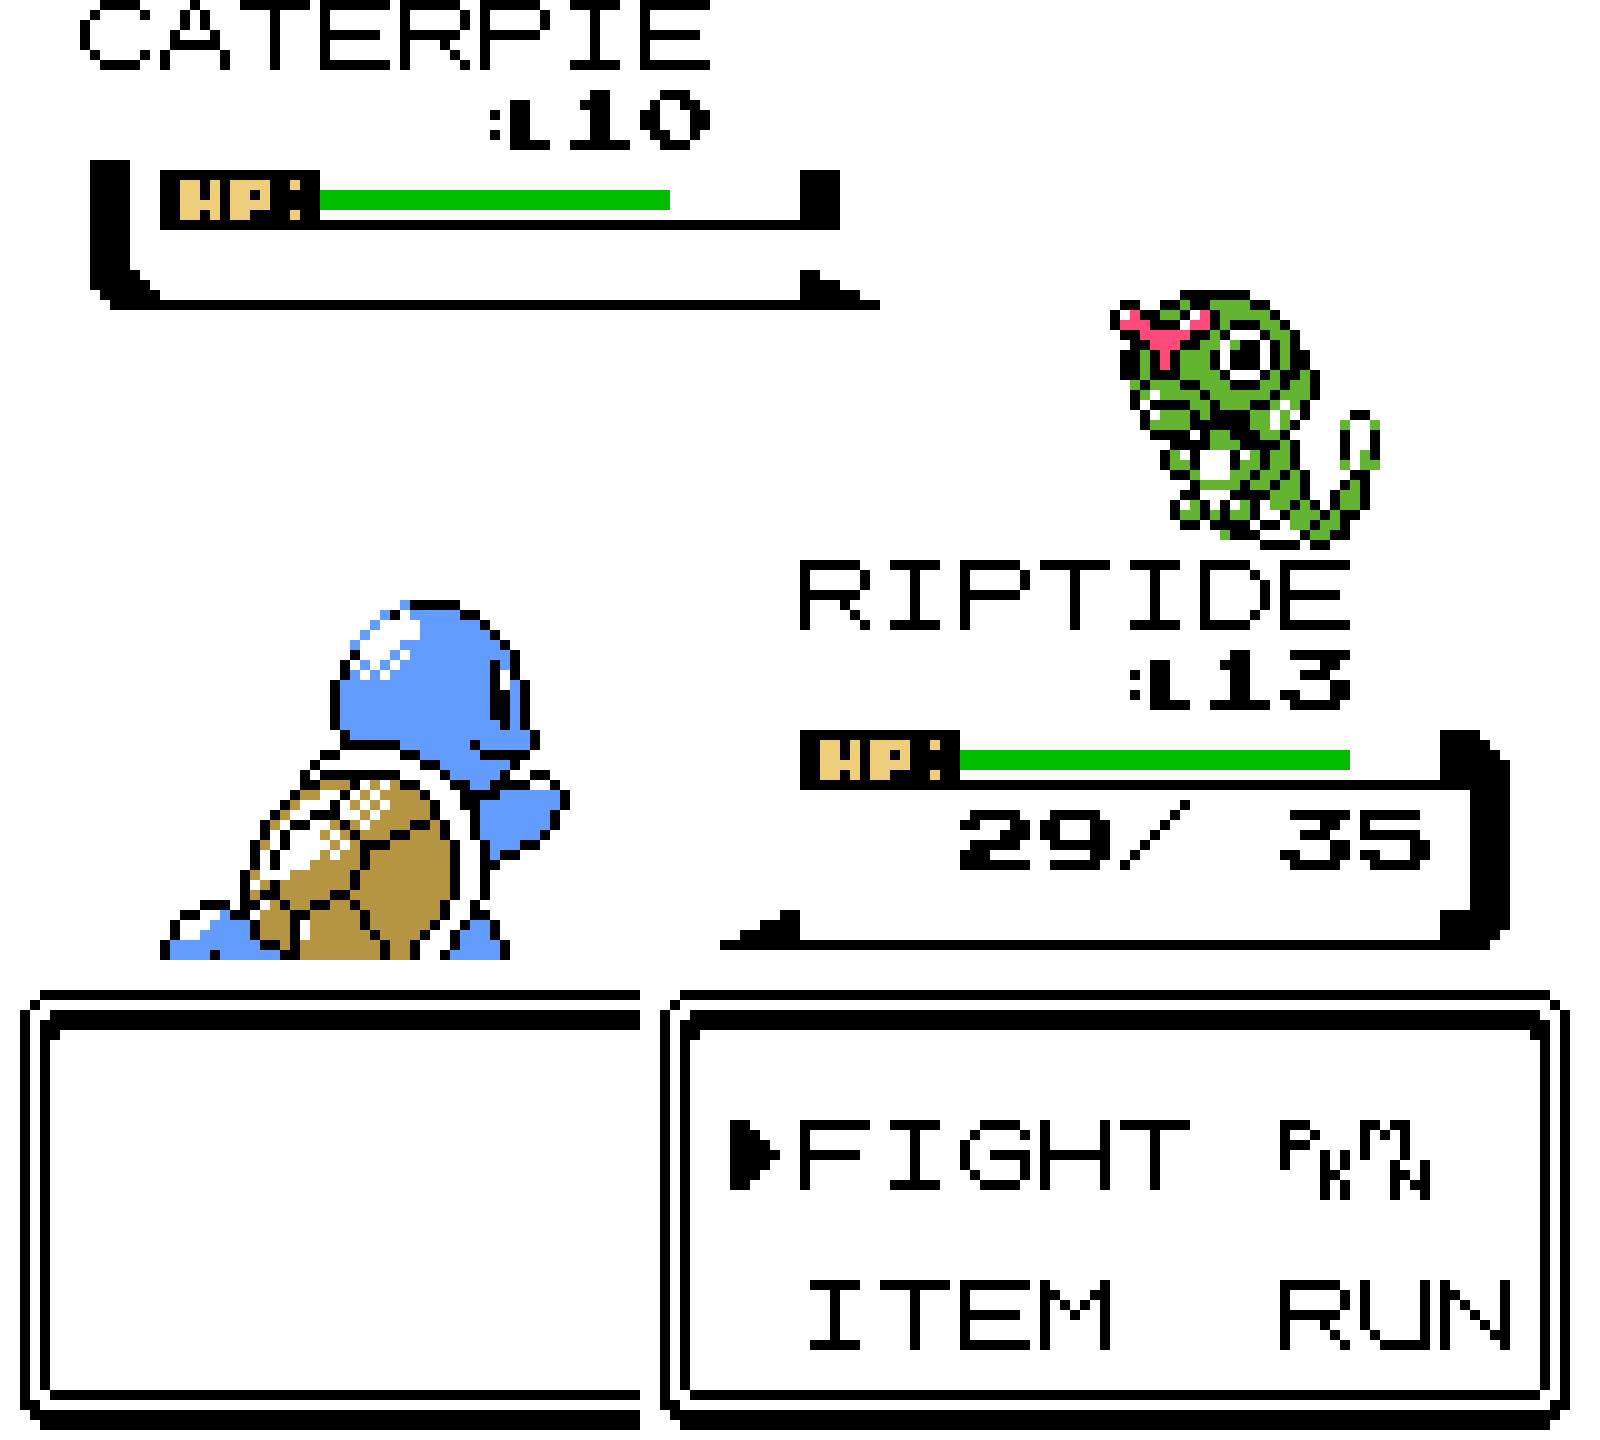 CATERPIE
:L10
HP:
RIPTIDE
:L13
HP:
29/ 35
FIGHT PKMN
ITEM RUN